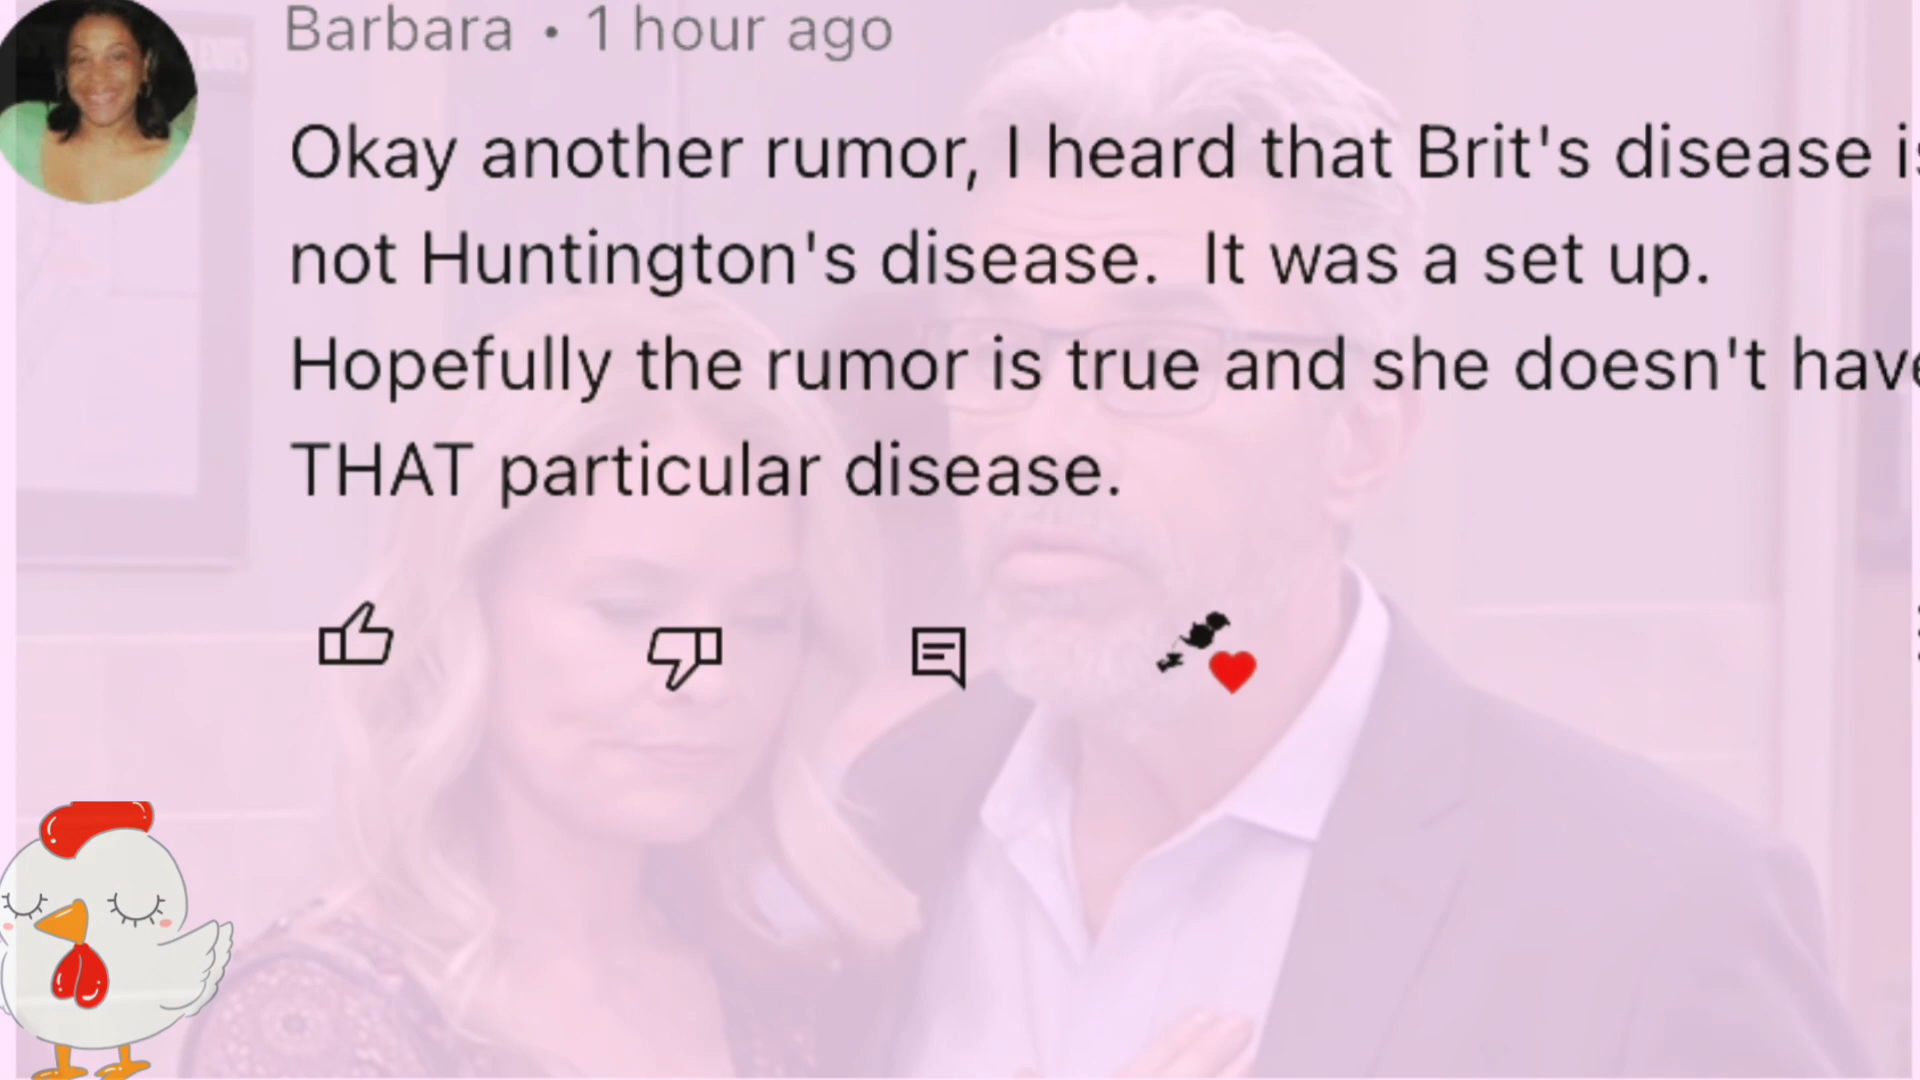 Barbara • 1 hour ago
Okay another rumor, I heard that Brit's disease
not Huntington's disease. It was a set up.
Hopefully the rumor is true and she doesn't
THAT particular disease.